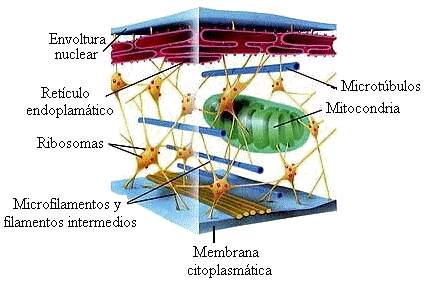 Envoltura
nuclear
Retículo
endoplamático
Ribosomas
Microfilamentos y
filamentos intermedios
Microtúbulos
Mitocondria
Membrana
citoplasmática